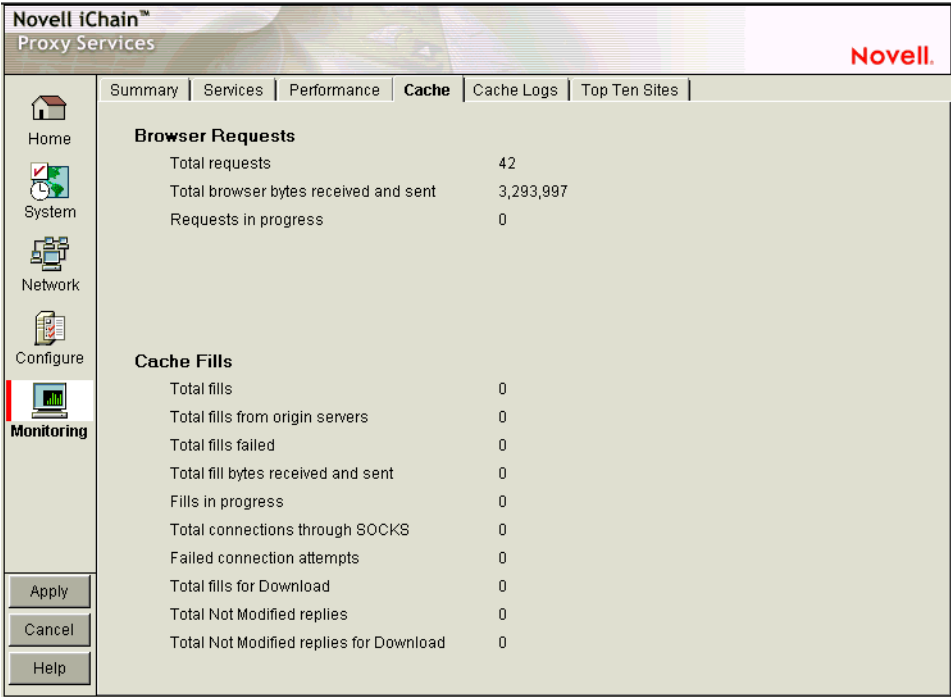 Novell iChain™
Proxy Services
Novell.
Summary Services Performance Cache Cache Logs Top Ten Sites
Home
System
Network
Configure
Monitoring
Browser Requests
Total requests 42
Total browser bytes received and sent 3,293,997
Requests in progress 0
Cache Fills
Total fills 0
Total fills from origin servers 0
Total fills failed 0
Total fill bytes received and sent 0
Fills in progress 0
Total connections through SOCKS 0
Failed connection attempts 0
Total fills for Download 0
Total Not Modified replies 0
Total Not Modified replies for Download 0
Apply
Cancel
Help